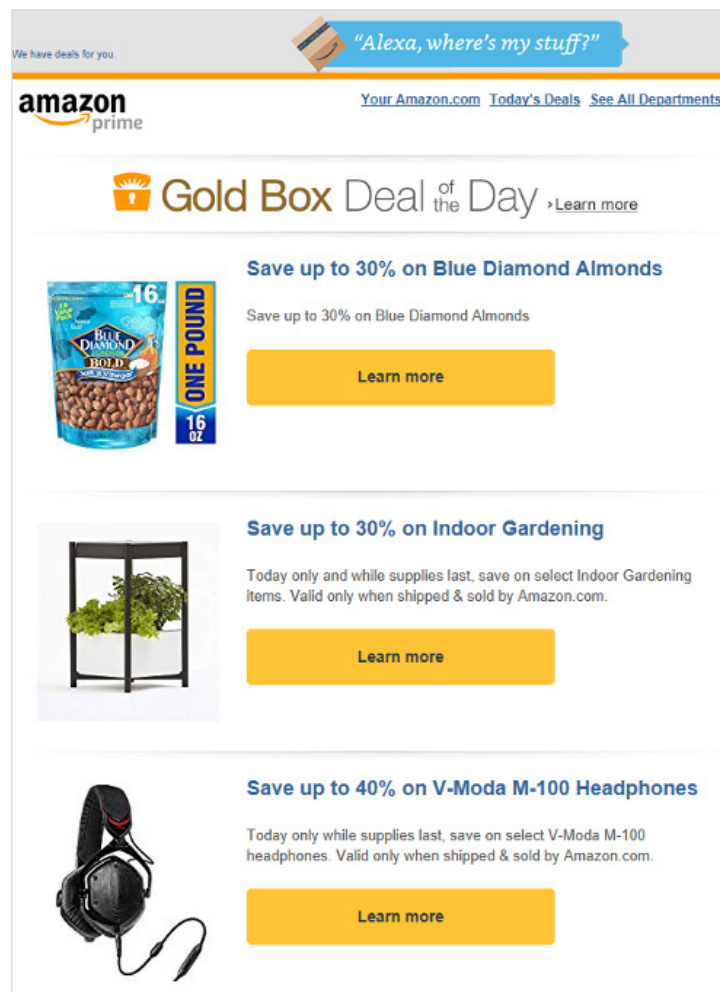 We have deals for you.
"Alexa, where's my stuff?"
amazon
prime
Your Amazon.com Today's Deals See All Departments
Gold Box Deal of the Day ›Learn more
Save up to 30% on Blue Diamond Almonds
Save up to 30% on Blue Diamond Almonds
Learn more
16
BLUE
DIAMOND
ALMONDS
BOLD
ONE POUND
16
OZ
Save up to 30% on Indoor Gardening
Today only and while supplies last, save on select Indoor Gardening
items. Valid only when shipped & sold by Amazon.com.
Learn more
Save up to 40% on V-Moda M-100 Headphones
Today only while supplies last, save on select V-Moda M-100
headphones. Valid only when shipped & sold by Amazon.com.
Learn more